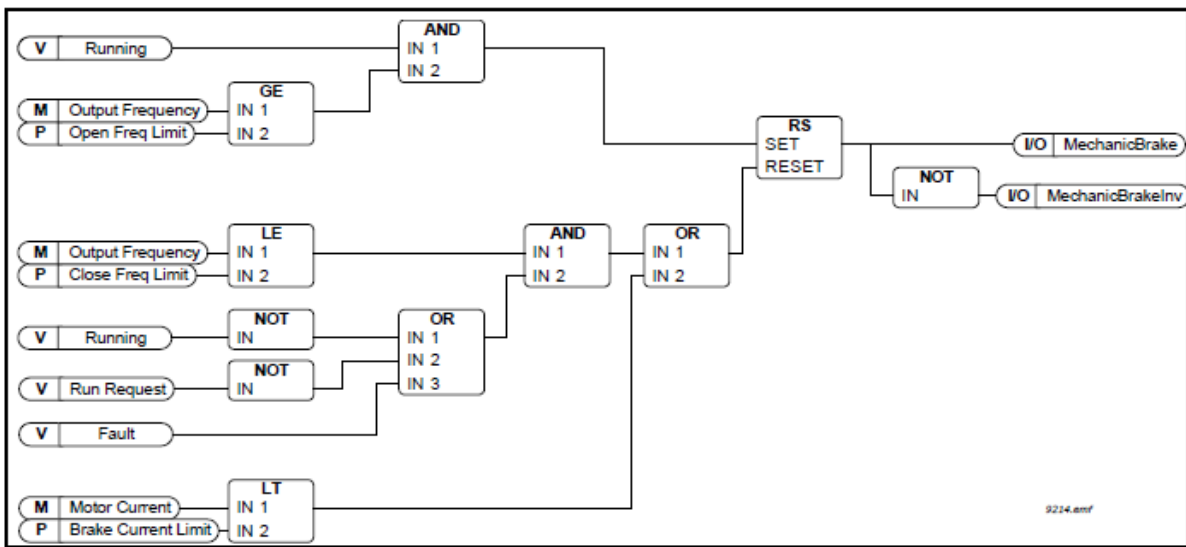 AND
V Running IN 1
IN 2
GE
M Output Frequency IN 1
P Open Freq Limit IN 2
RS
SET
RESET
I/O MechanicBrake
NOT
IN
I/O MechanicBrakeInv
LE
M Output Frequency IN 1
P Close Freq Limit IN 2
AND
IN 1
IN 2
OR
IN 1
IN 2
NOT
V Running IN
OR
IN 1
IN 2
IN 3
NOT
V Run Request IN
V Fault
LT
M Motor Current IN 1
P Brake Current Limit IN 2
9214.emf